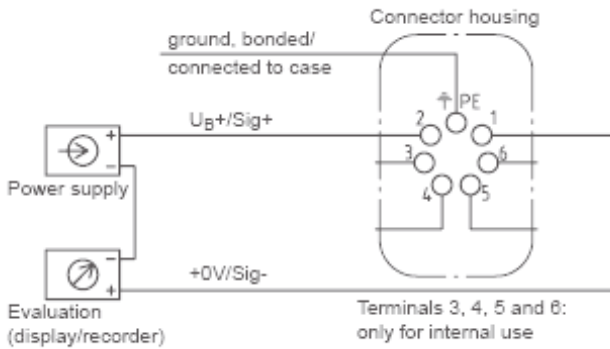 Connector housing
ground, bonded/
connected to case
PE
UB+/Sig+
2
1
+
-
3
6
Power supply
4
5
-
+
+0V/Sig-
Evaluation
(display/recorder)
Terminals 3, 4, 5 and 6:
only for internal use